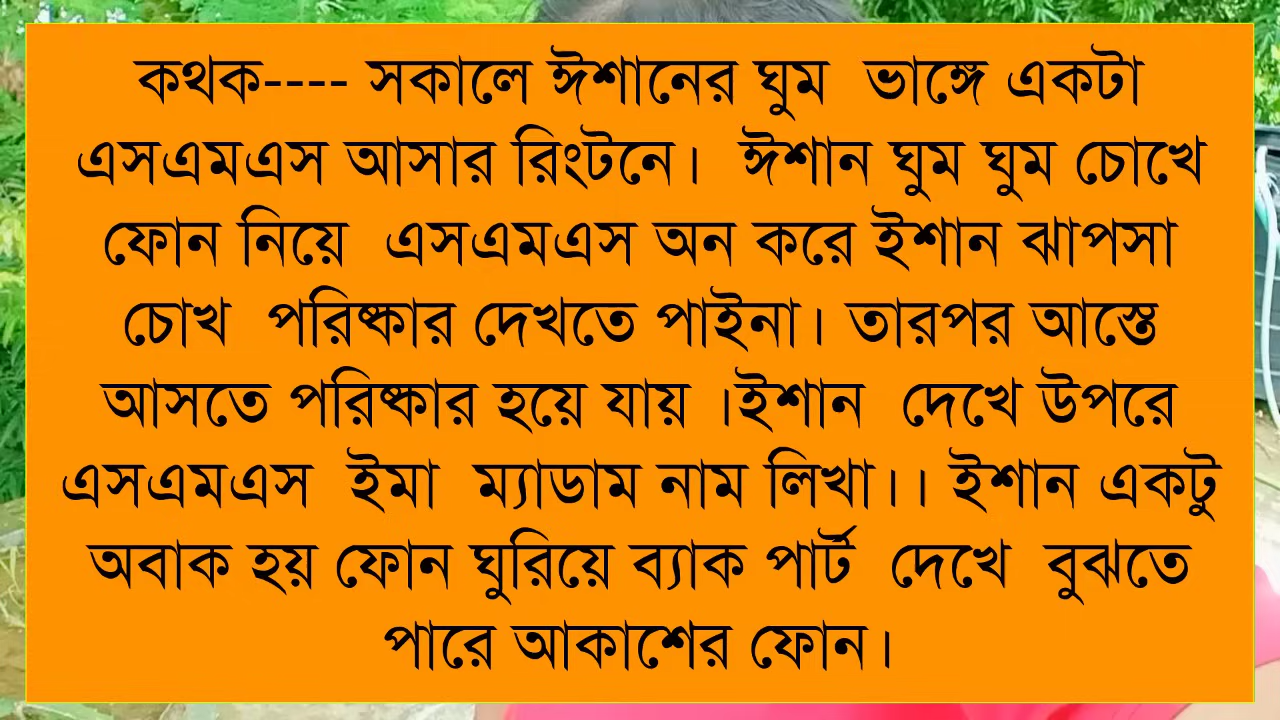 কথক---- সকালে ঈশানের ঘুম  ভাঙ্গে একটা
এসএমএস আসার রিংটনে।  ঈশান ঘুম ঘুম চোখে
ফোন নিয়ে  এসএমএস অন করে ইশান ঝাপসা
চোখ  পরিষ্কার দেখতে পাইনা। তারপর আস্তে
আসতে পরিষ্কার হয়ে যায় ।ইশান  দেখে উপরে
এসএমএস  ইমা  ম্যাডাম নাম লিখা।। ইশান একটু
অবাক হয় ফোন ঘুরিয়ে ব্যাক পার্ট  দেখে  বুঝতে
পারে আকাশের ফোন।